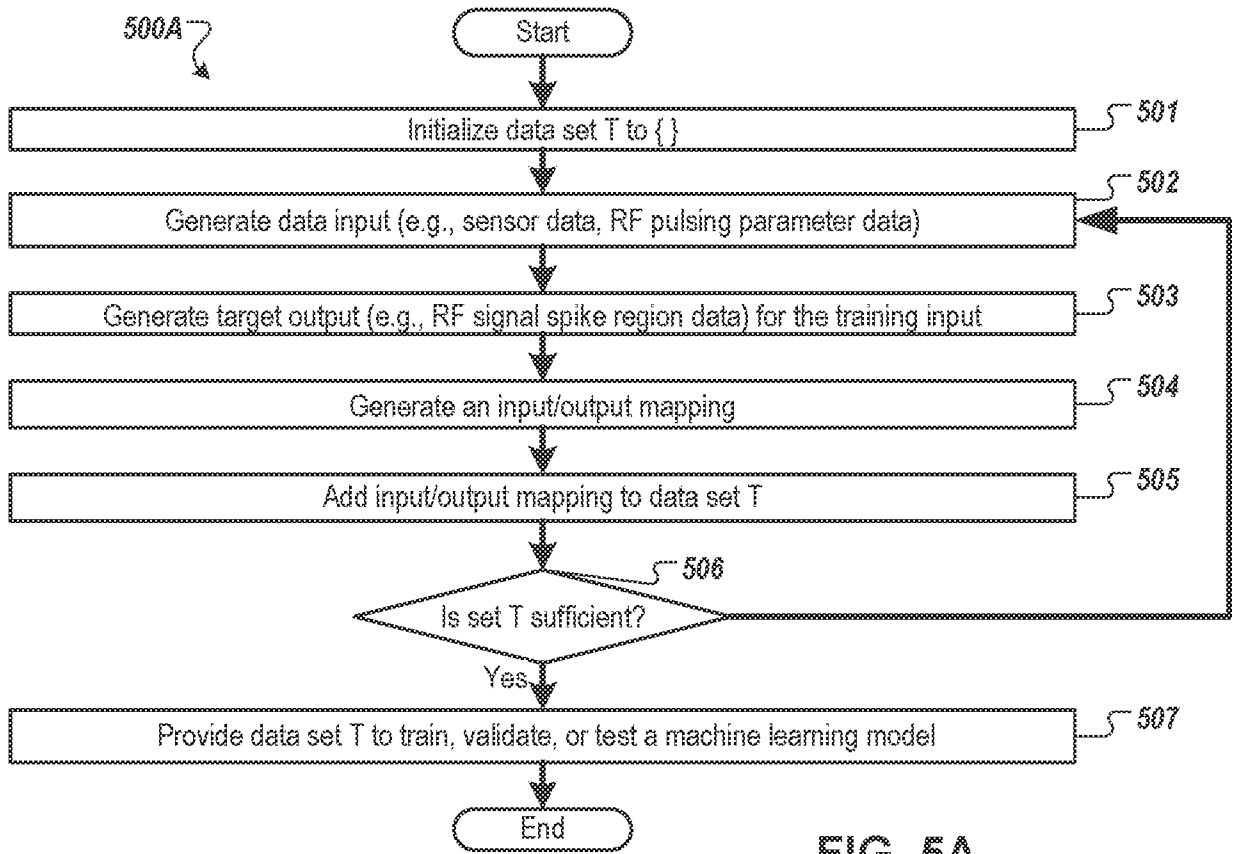 500A
Start
Initialize data set T to { }
501
Generate data input (e.g., sensor data, RF pulsing parameter data)
502
Generate target output (e.g., RF signal spike region data) for the training input
503
Generate an input/output mapping
504
Add input/output mapping to data set T
505
506
Is set T sufficient?
Yes
Provide data set T to train, validate, or test a machine learning model
507
End
FIG. 5A